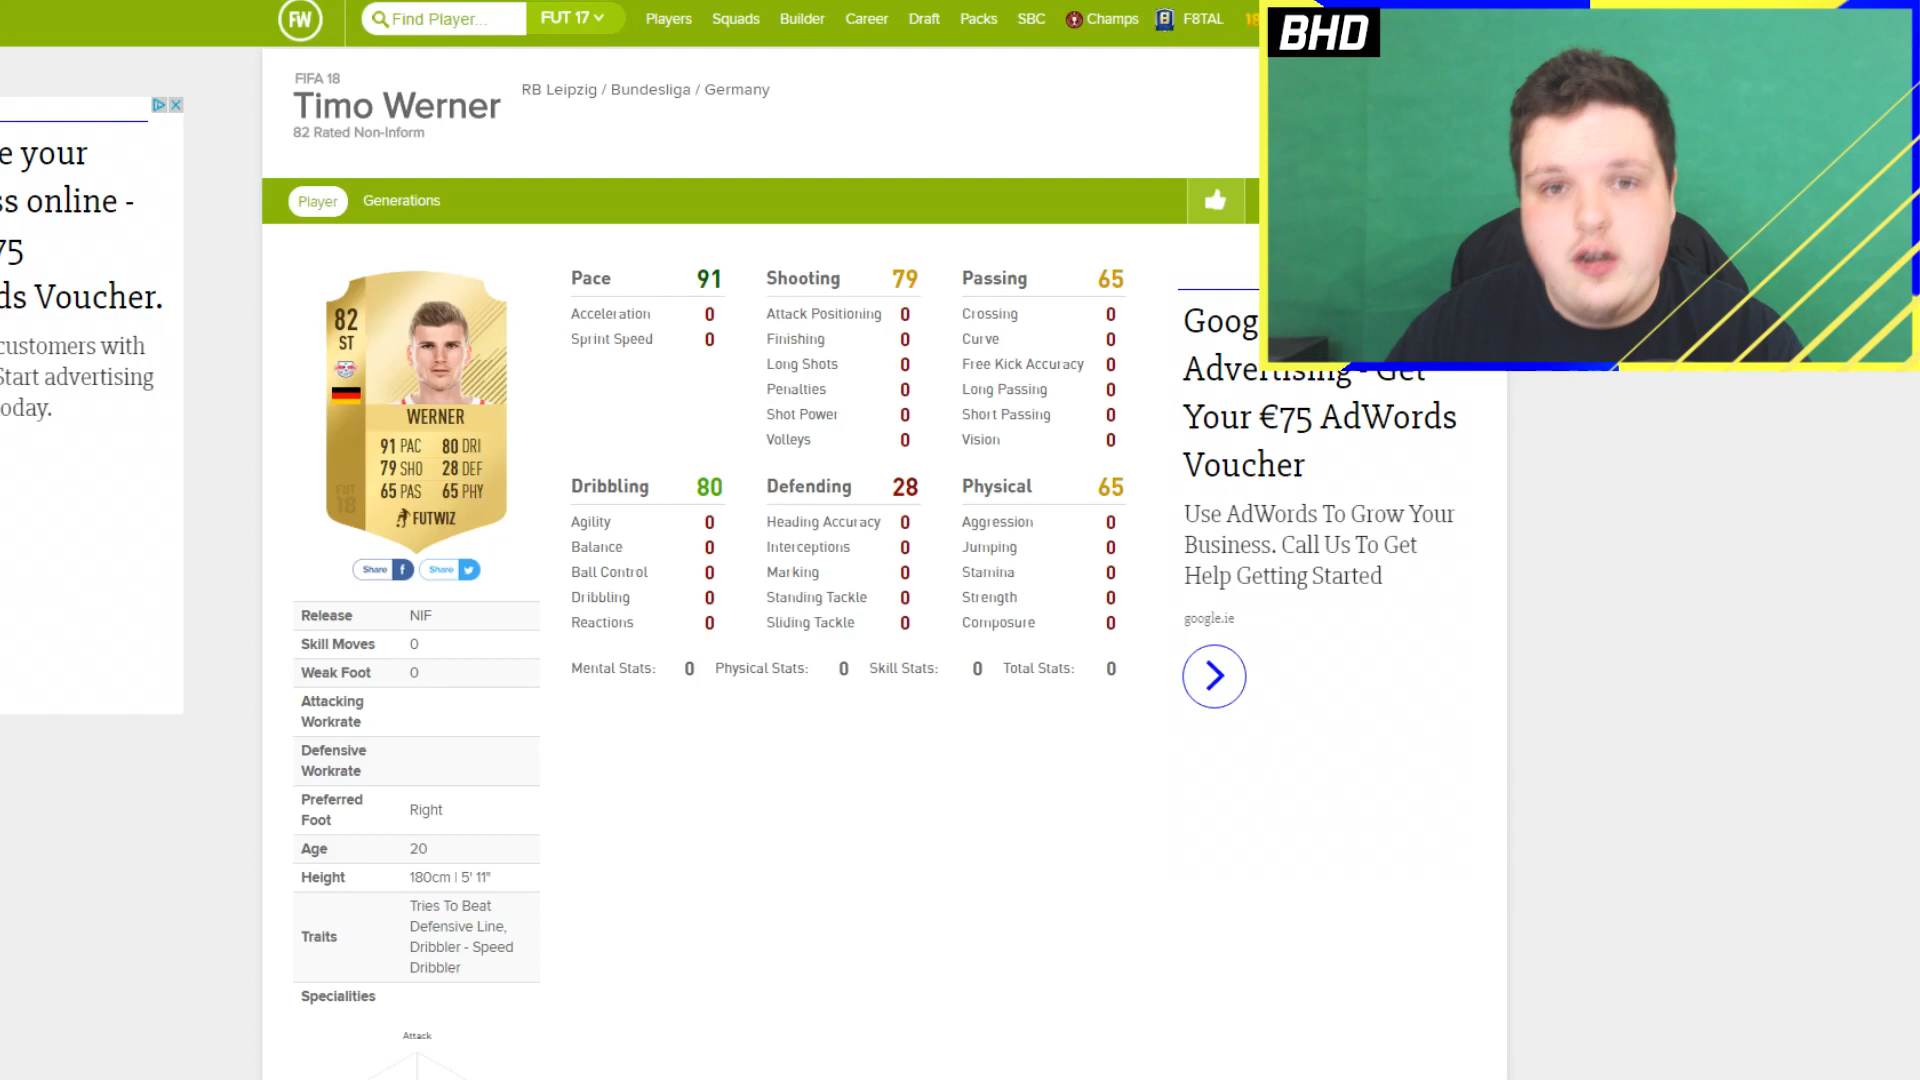 FW
Find Player...
FUT 17
Players
Squads
Builder
Career
Draft
Packs
SBC
Champs
F8TAL
18
BHD
FIFA 18
Timo Werner
82 Rated Non-Inform
RB Leipzig / Bundesliga / Germany
Player
Generations
e your
ss online -
75
ds Voucher.
customers with
Start advertising
oday.
82
ST
WERNER
91 PAC 80 DRI
79 SHO 28 DEF
65 PAS 65 PHY
FUT
18
FUTWIZ
Share f
Share
Release NIF
Skill Moves 0
Weak Foot 0
Attacking
Workrate
Defensive
Workrate
Preferred
Foot
Right
Age 20
Height 180cm | 5' 11"
Traits
Tries To Beat
Defensive Line,
Dribbler - Speed
Dribbler
Specialities
Attack
Pace 91
Acceleration 0
Sprint Speed 0
Shooting 79
Attack Positioning 0
Finishing 0
Long Shots 0
Penalties 0
Shot Power 0
Volleys 0
Passing 65
Crossing 0
Curve 0
Free Kick Accuracy 0
Long Passing 0
Short Passing 0
Vision 0
Dribbling 80
Agility 0
Balance 0
Ball Control 0
Dribbling 0
Reactions 0
Defending 28
Heading Accuracy 0
Interceptions 0
Marking 0
Standing Tackle 0
Sliding Tackle 0
Physical 65
Aggression 0
Jumping 0
Stamina 0
Strength 0
Composure 0
Mental Stats: 0 Physical Stats: 0 Skill Stats: 0 Total Stats: 0
Goog
Advertising - Get
Your €75 AdWords
Voucher
Use AdWords To Grow Your
Business. Call Us To Get
Help Getting Started
google.ie